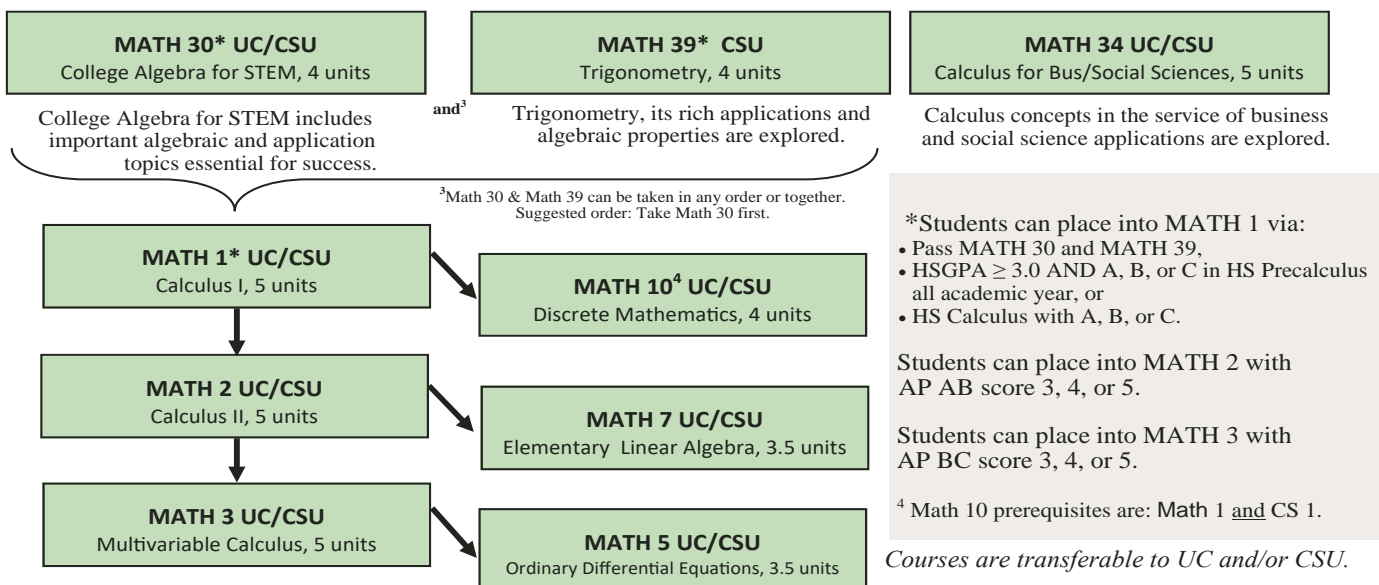 MATH 30* UC/CSU
College Algebra for STEM, 4 units
MATH 39* CSU
Trigonometry, 4 units
MATH 34 UC/CSU
Calculus for Bus/Social Sciences, 5 units
College Algebra for STEM includes
important algebraic and application
topics essential for success.
and³
Trigonometry, its rich applications and
algebraic properties are explored.
Calculus concepts in the service of business
and social science applications are explored.
³Math 30 & Math 39 can be taken in any order or together.
Suggested order: Take Math 30 first.
MATH 1* UC/CSU
Calculus I, 5 units
MATH 10⁴ UC/CSU
Discrete Mathematics, 4 units
MATH 2 UC/CSU
Calculus II, 5 units
MATH 7 UC/CSU
Elementary Linear Algebra, 3.5 units
MATH 3 UC/CSU
Multivariable Calculus, 5 units
MATH 5 UC/CSU
Ordinary Differential Equations, 3.5 units
*Students can place into MATH 1 via:
• Pass MATH 30 and MATH 39,
• HSGPA ≥ 3.0 AND A, B, or C in HS Precalculus
all academic year, or
• HS Calculus with A, B, or C.
Students can place into MATH 2 with
AP AB score 3, 4, or 5.
Students can place into MATH 3 with
AP BC score 3, 4, or 5.
⁴ Math 10 prerequisites are: Math 1 and CS 1.
Courses are transferable to UC and/or CSU.